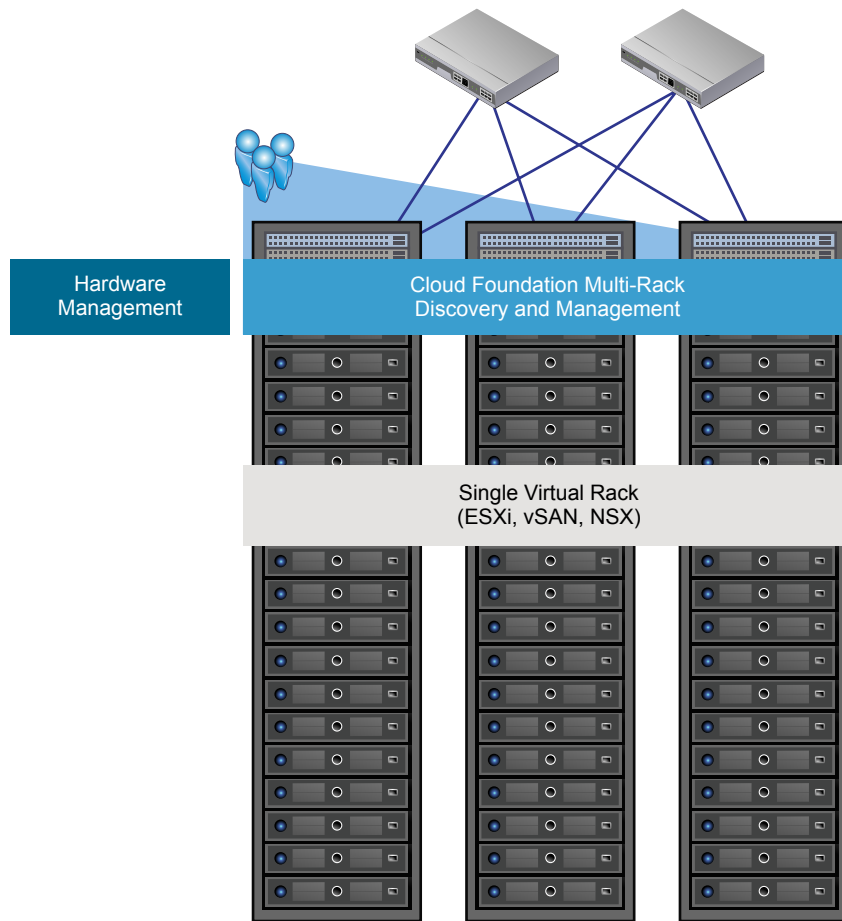 Hardware
Management
Cloud Foundation Multi-Rack
Discovery and Management
Single Virtual Rack
(ESXi, vSAN, NSX)